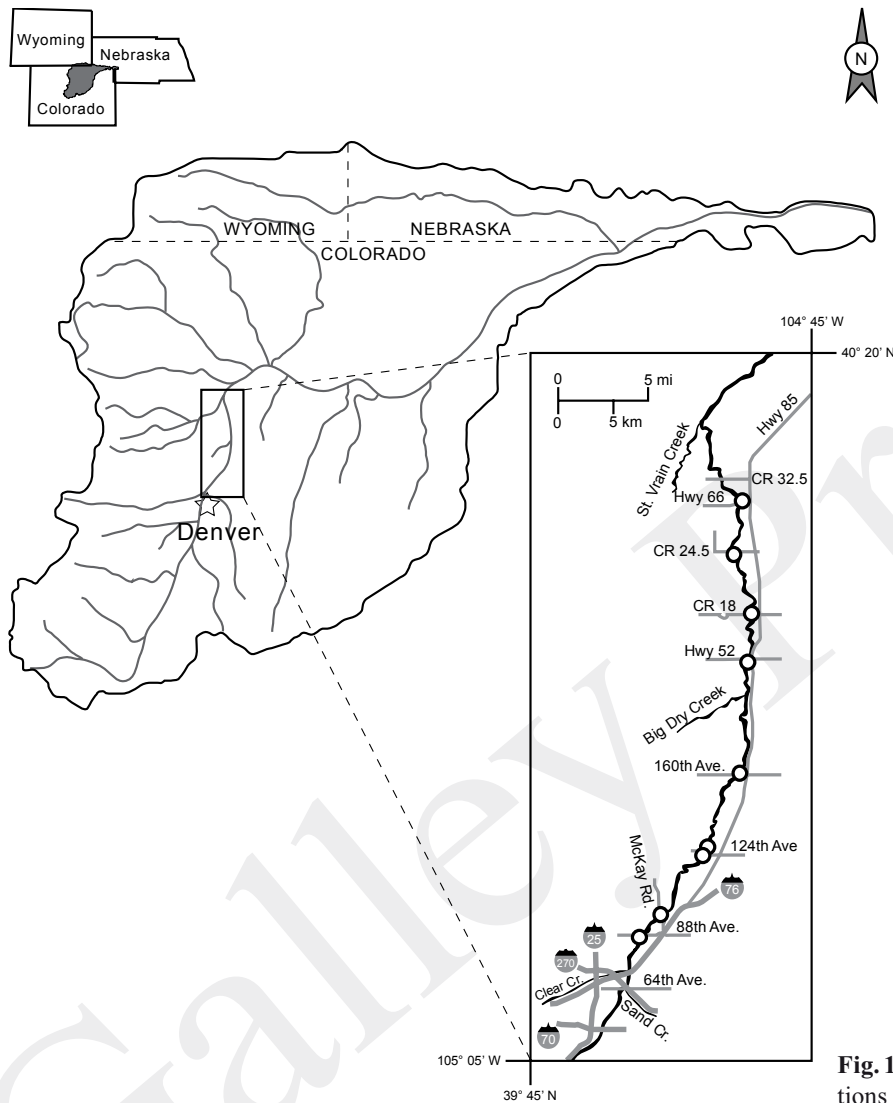 Wyoming
Nebraska
Colorado
N
WYOMING
NEBRASKA
COLORADO
Denver
104° 45’ W
40° 20’ N
0
5 mi
0
5 km
Hwy 85
St. Vrain Creek
CR 32.5
Hwy 66
CR 24.5
CR 18
Hwy 52
Big Dry Creek
160th Ave.
124th Ave
McKay Rd.
76
88th Ave.
25
270
64th Ave.
Clear Cr.
Sand Cr.
70
105° 05’ W
39° 45’ N
Fig. 1
tions
Galley Pr